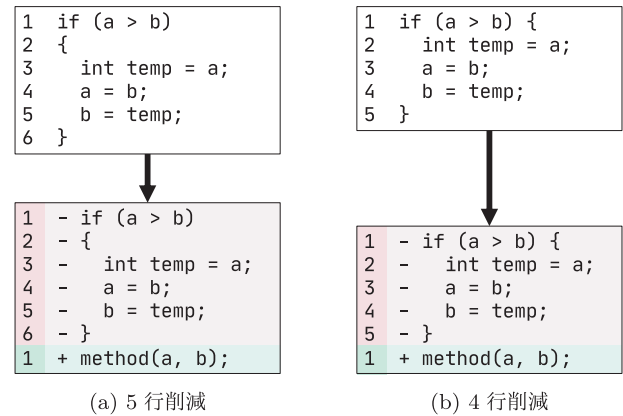 1 if (a > b)
2 {
3   int temp = a;
4   a = b;
5   b = temp;
6 }
1 - if (a > b)
2 - {
3 -   int temp = a;
4 -   a = b;
5 -   b = temp;
6 - }
1 + method(a, b);
(a) 5 行削減
1 if (a > b) {
2   int temp = a;
3   a = b;
4   b = temp;
5 }
1 - if (a > b) {
2 -   int temp = a;
3 -   a = b;
4 -   b = temp;
5 - }
1 + method(a, b);
(b) 4 行削減